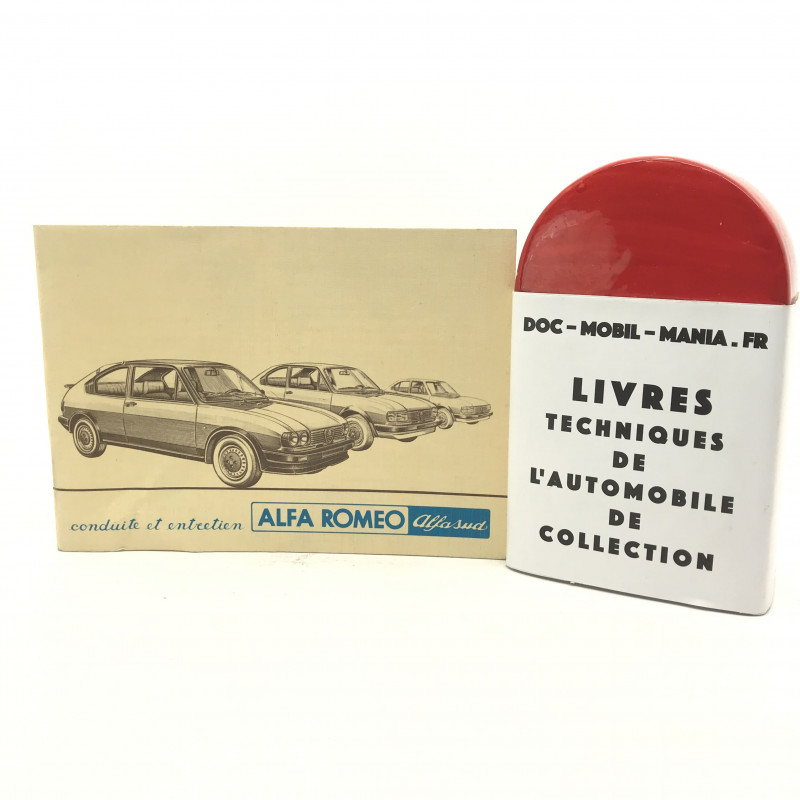 conduite et entretien ALFA ROMEO alfasud
DOC-MOBIL-MANIA.FR
LIVRES
TECHNIQUES
DE
L'AUTOMOBILE
DE
COLLECTION